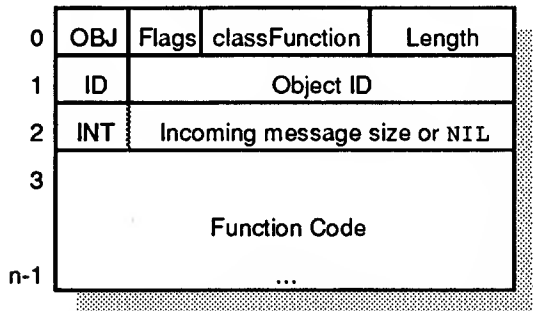 0 OBJ Flags classFunction Length
1 ID Object ID
2 INT Incoming message size or NIL
3
Function Code
n-1 ...